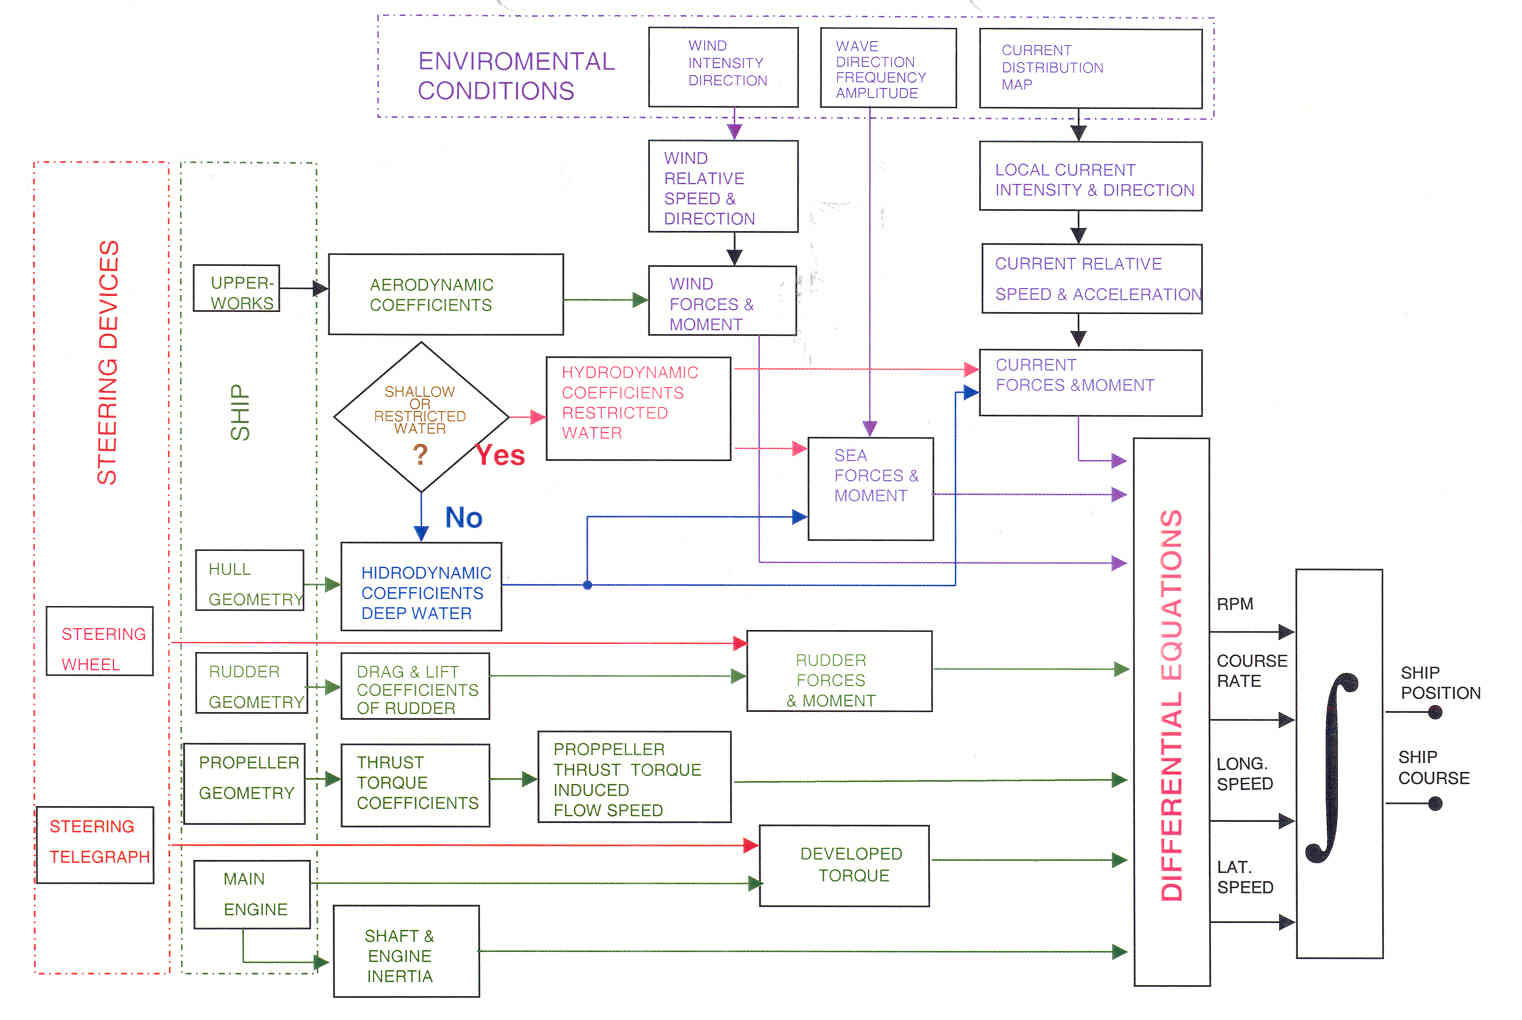 ENVIROMENTAL
CONDITIONS
WIND
INTENSITY
DIRECTION
WAVE
DIRECTION
FREQUENCY
AMPLITUDE
CURRENT
DISTRIBUTION
MAP
WIND
RELATIVE
SPEED &
DIRECTION
LOCAL CURRENT
INTENSITY & DIRECTION
CURRENT RELATIVE
SPEED & ACCELERATION
STEERING DEVICES
SHIP
UPPER-
WORKS
AERODYNAMIC
COEFFICIENTS
WIND
FORCES &
MOMENT
CURRENT
FORCES &MOMENT
SHALLOW
OR
RESTRICTED
WATER
?
Yes
No
HYDRODYNAMIC
COEFFICIENTS
RESTRICTED
WATER
SEA
FORCES &
MOMENT
HULL
GEOMETRY
HIDRODYNAMIC
COEFFICIENTS
DEEP WATER
STEERING
WHEEL
RUDDER
GEOMETRY
DRAG & LIFT
COEFFICIENTS
OF RUDDER
RUDDER
FORCES
& MOMENT
PROPELLER
GEOMETRY
THRUST
TORQUE
COEFFICIENTS
PROPPELLER
THRUST TORQUE
INDUCED
FLOW SPEED
STEERING
TELEGRAPH
MAIN
ENGINE
DEVELOPED
TORQUE
SHAFT &
ENGINE
INERTIA
DIFFERENTIAL EQUATIONS
RPM
COURSE
RATE
LONG.
SPEED
LAT.
SPEED
∫
SHIP
POSITION
SHIP
COURSE